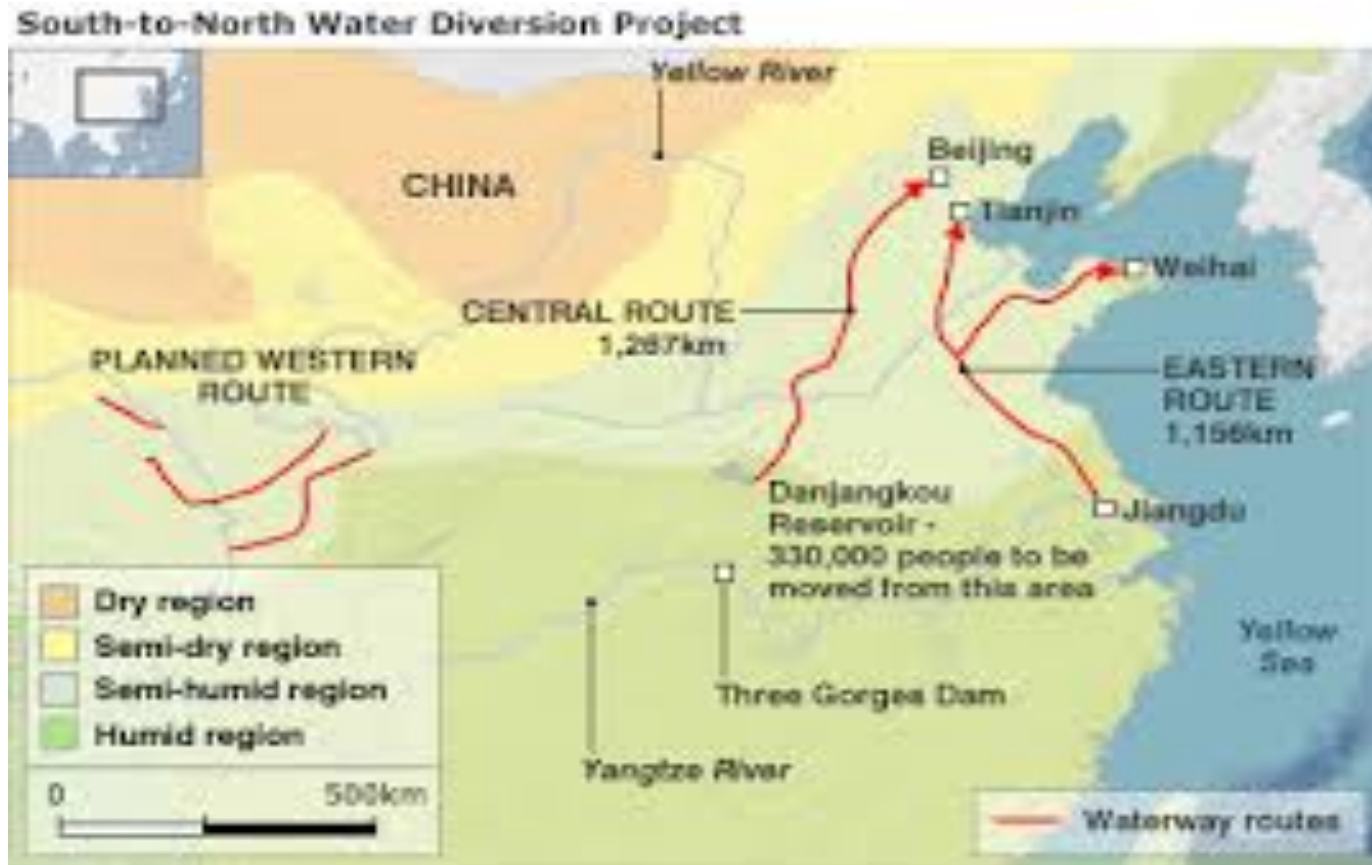 South-to-North Water Diversion Project
Yellow River
Beijing
CHINA
Tianjin
Weihai
CENTRAL ROUTE
1,267km
PLANNED WESTERN
ROUTE
EASTERN
ROUTE
1,156km
Danjangkou
Reservoir -
330,000 people to be
moved from this area
Jiangdu
Dry region
Semi-dry region
Semi-humid region
Humid region
Yellow
Sea
Three Gorges Dam
Yangtze River
0 500km
Waterway routes